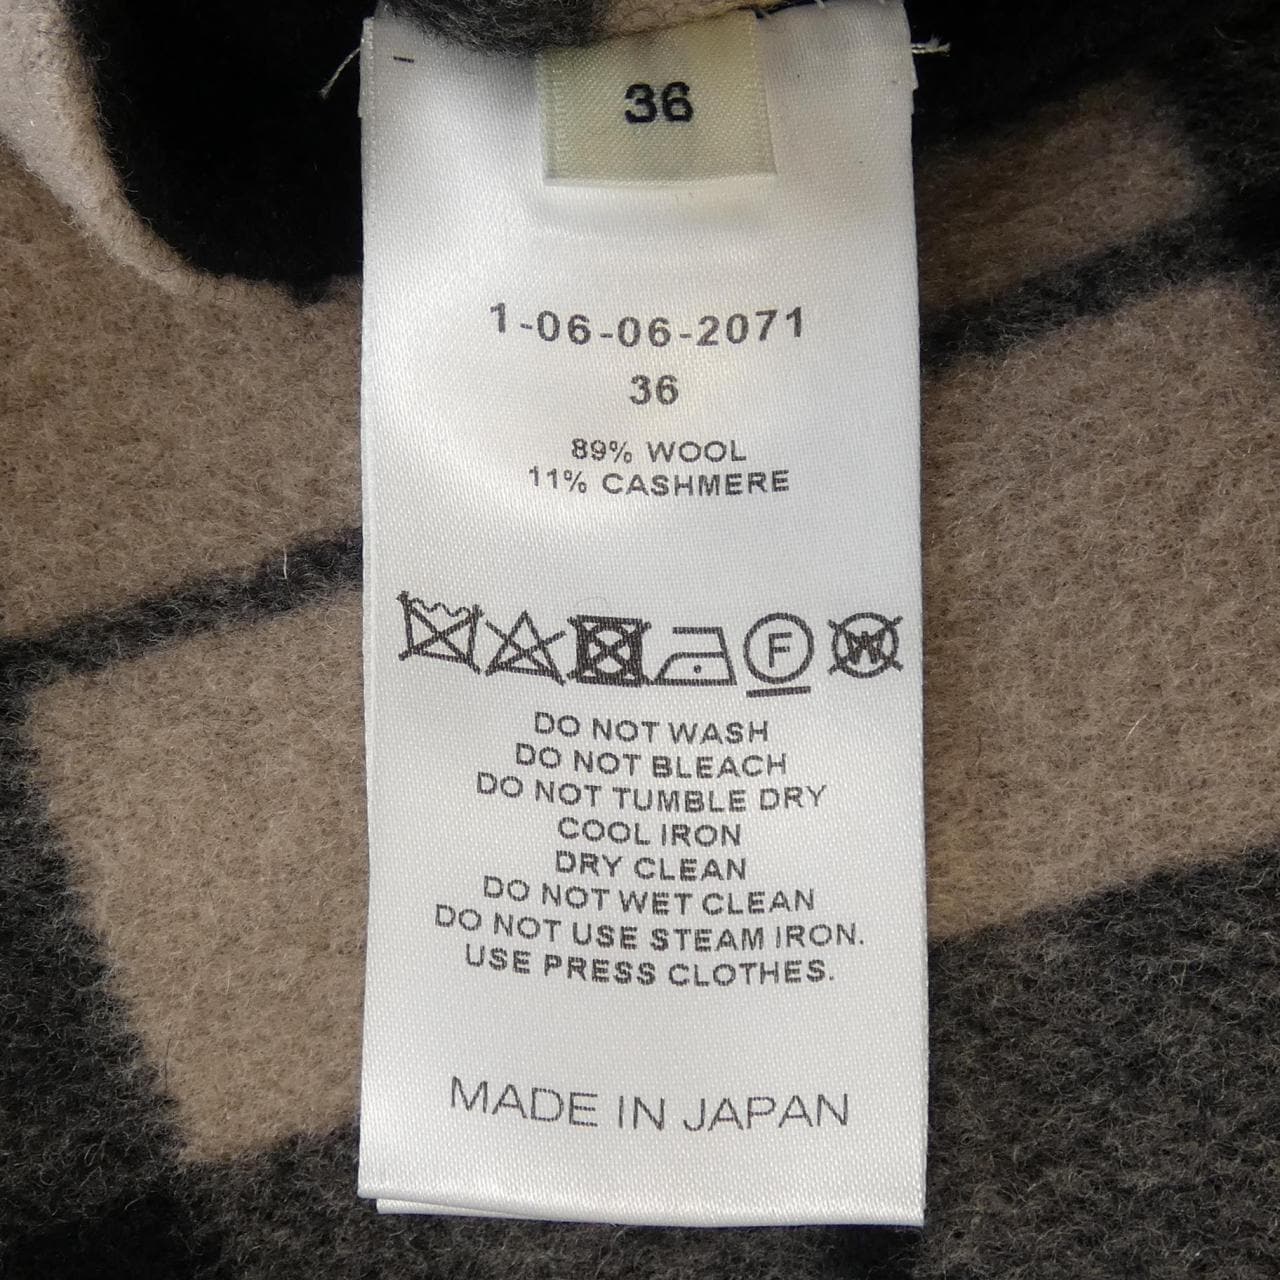 36
1-06-06-2071
36
89% WOOL
11% CASHMERE
F W
DO NOT WASH
DO NOT BLEACH
DO NOT TUMBLE DRY
COOL IRON
DRY CLEAN
DO NOT WET CLEAN
DO NOT USE STEAM IRON.
USE PRESS CLOTHES.
MADE IN JAPAN